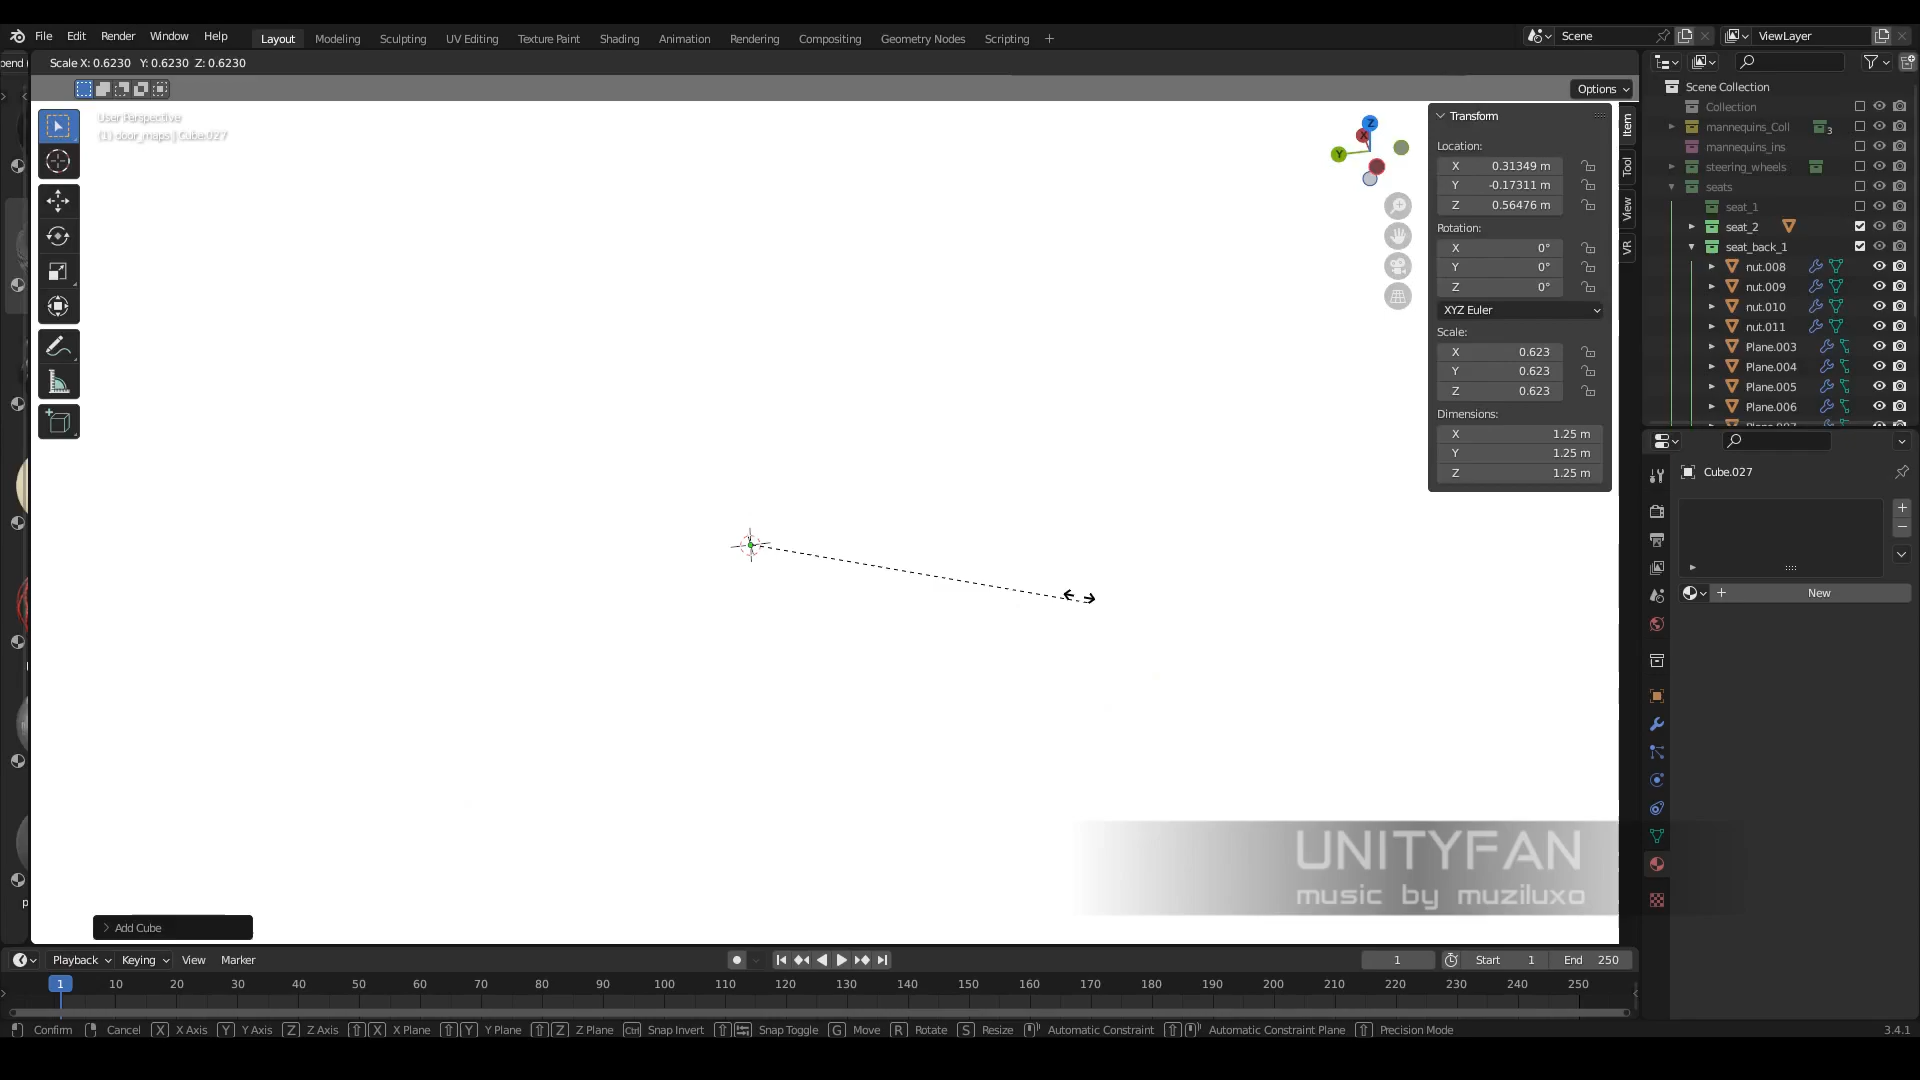 File Edit Render Window Help Layout Modeling Sculpting UV Editing Texture Paint Shading Animation Rendering Compositing Geometry Nodes Scripting Scene ViewLayer
Scale X: 0.6230 Y: 0.6230 Z: 0.6230
Options
User Perspective
(1) door_maps | Cube.027
Z
X
Y
Transform
Location:
X 0.31349 m
Y -0.17311 m
Z 0.56476 m
Rotation:
X 0°
Y 0°
Z 0°
XYZ Euler
Scale:
X 0.623
Y 0.623
Z 0.623
Dimensions:
X 1.25 m
Y 1.25 m
Z 1.25 m
Item
Tool
View
VR
Scene Collection
Collection
mannequins_Coll 3
mannequins_ins
steering_wheels
seats
seat_1
seat_2
seat_back_1
nut.008
nut.009
nut.010
nut.011
Plane.003
Plane.004
Plane.005
Plane.006
Cube.027
New
UNITYFAN
music by muziluxo
Add Cube
Playback Keying View Marker 1 Start 1 End 250
1 10 20 30 40 50 60 70 80 90 100 110 120 130 140 150 160 170 180 190 200 210 220 230 240 250
Confirm Cancel X X Axis Y Y Axis Z Z Axis X X Plane Y Y Plane Z Z Plane Ctrl Snap Invert Snap Toggle G Move R Rotate S Resize Automatic Constraint Automatic Constraint Plane Precision Mode 3.4.1